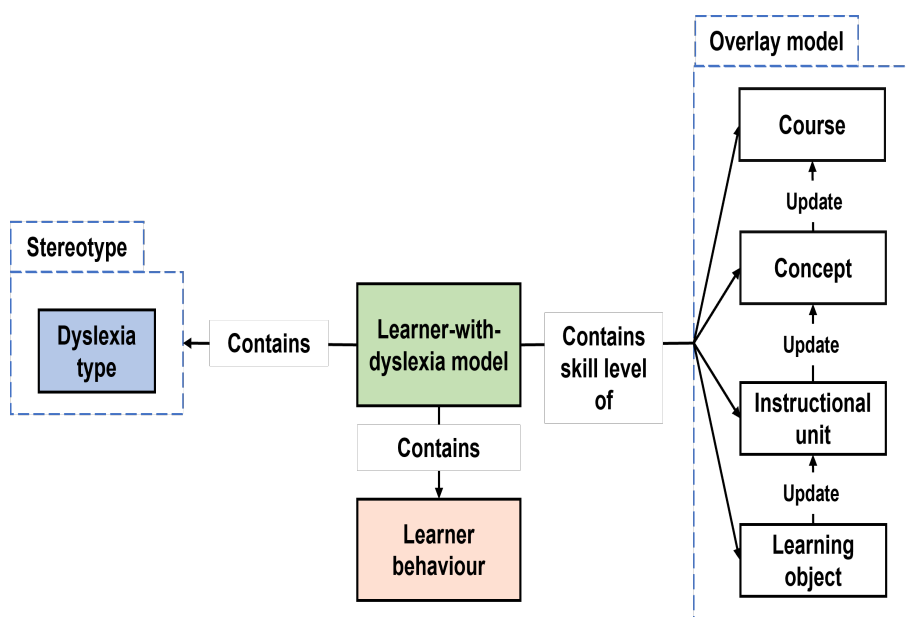 Overlay model
Course
Update
Stereotype
Concept
Dyslexia
type
Contains
Learner-with-
dyslexia model
Contains
skill level
of
Update
Instructional
unit
Contains
Update
Learner
behaviour
Learning
object